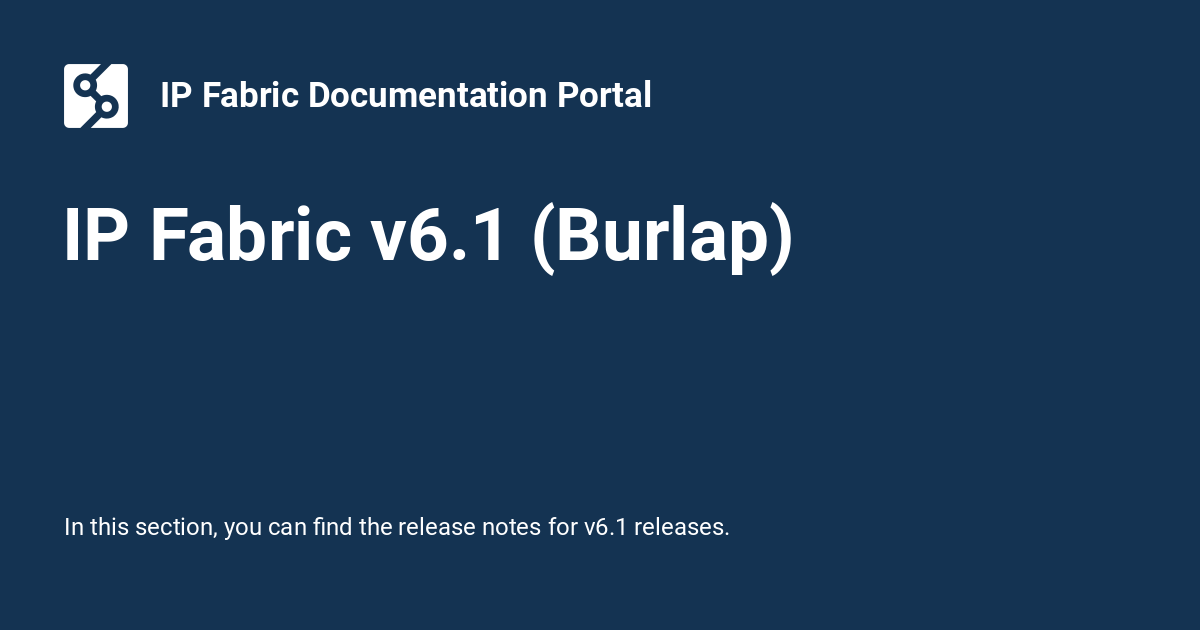 IP Fabric Documentation Portal
IP Fabric v6.1 (Burlap)
In this section, you can find the release notes for v6.1 releases.